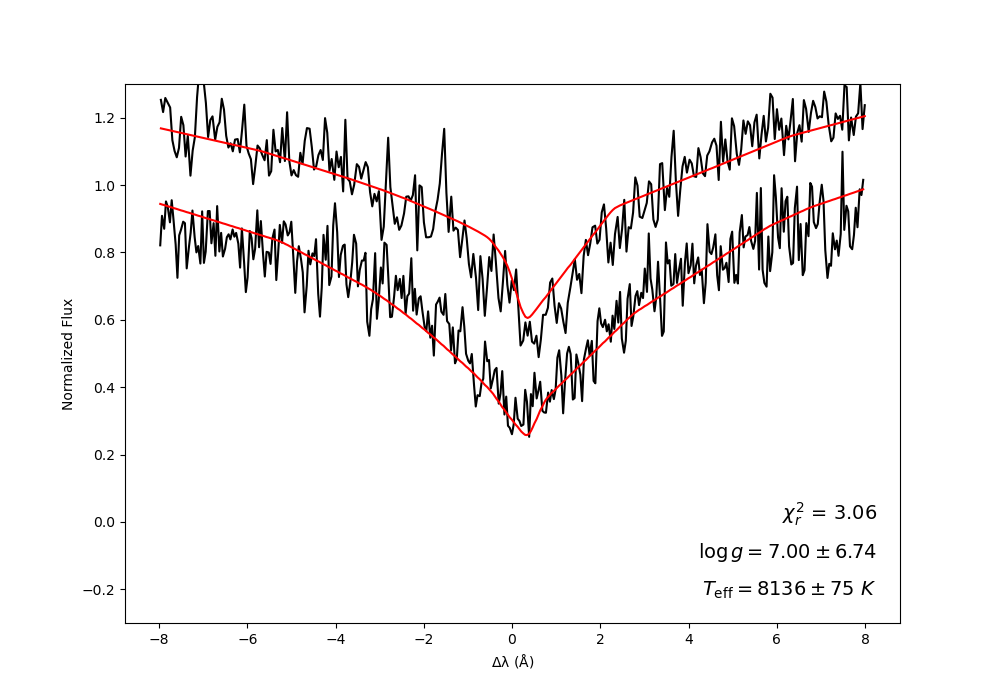 1.2
1.0
0.8
0.6
0.4
0.2
0.0
−0.2
Normalized Flux
χ²ᵣ = 3.06
log g = 7.00 ± 6.74
T_eff = 8136 ± 75 K
−8 −6 −4 −2 0 2 4 6 8
Δλ (Å)